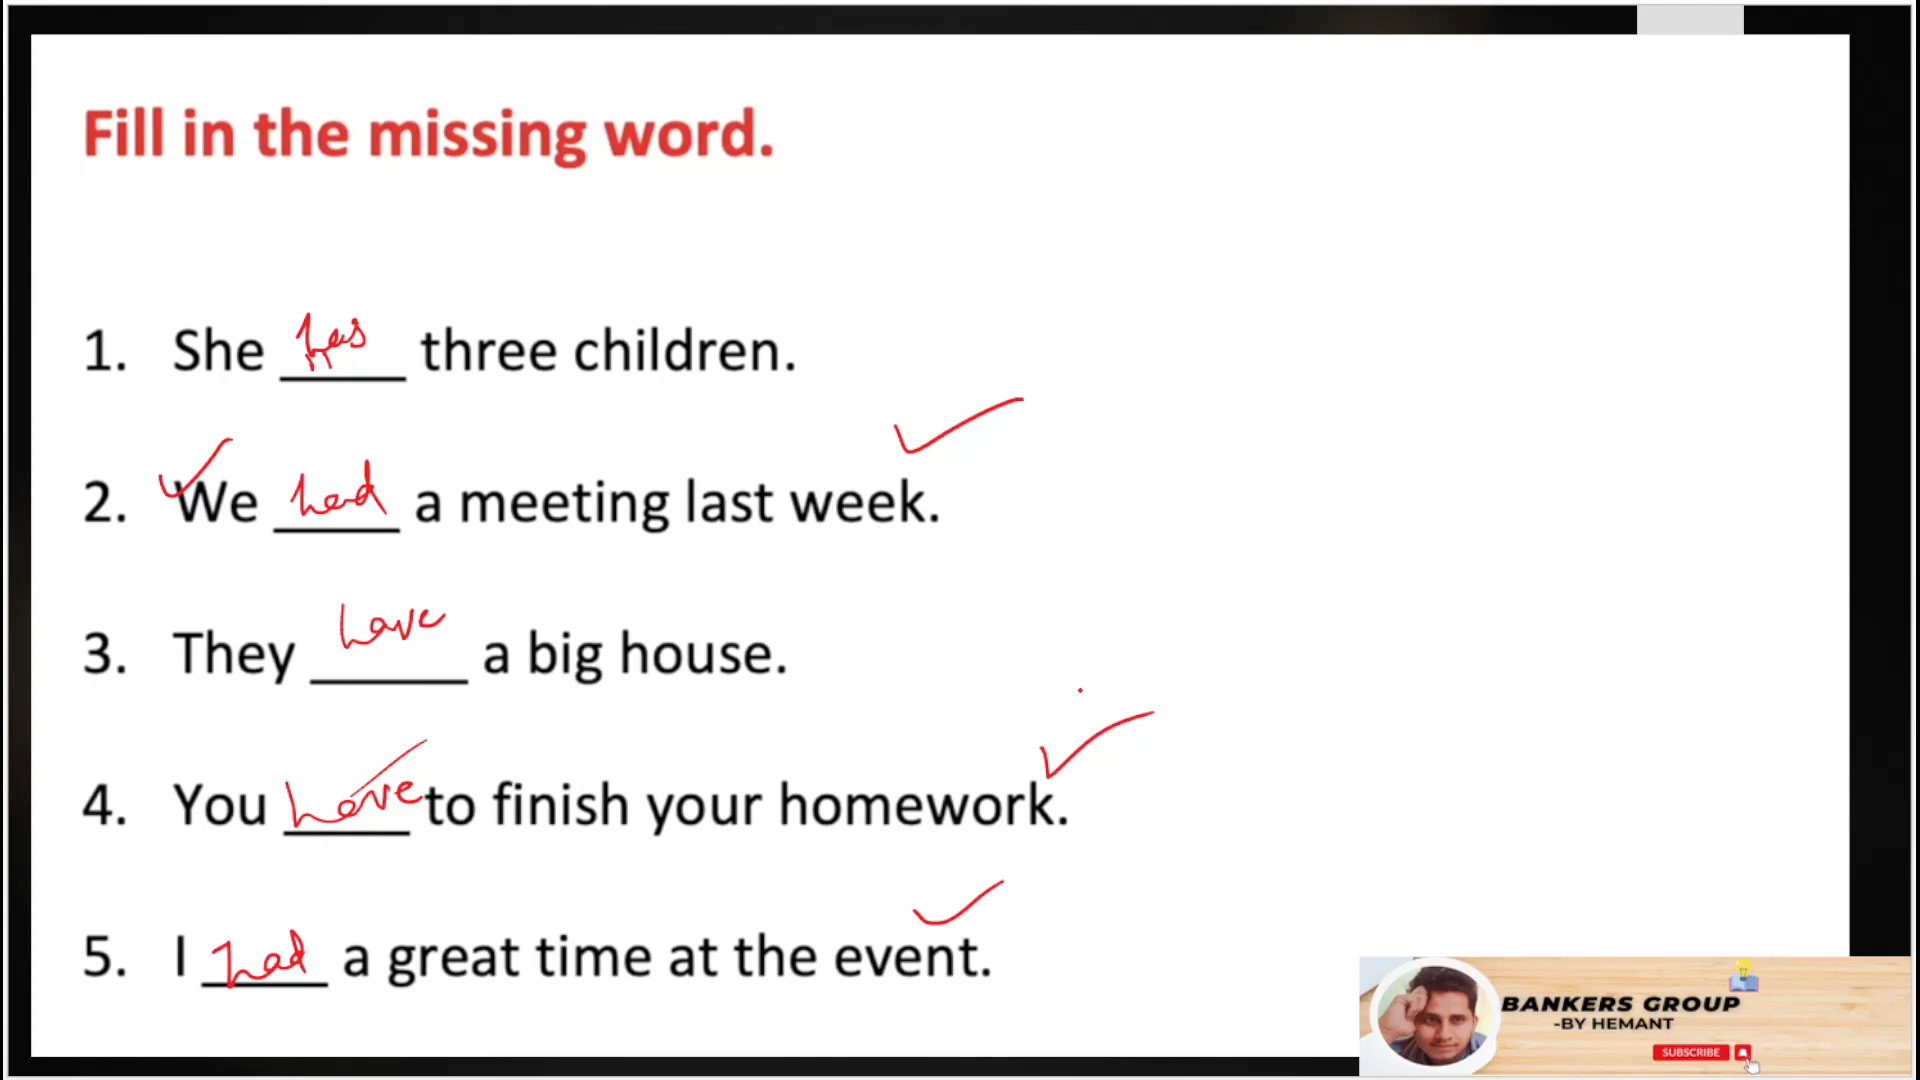 Fill in the missing word.
1. She has three children.
2. We had a meeting last week.
3. They have a big house.
4. You have to finish your homework.
5. I had a great time at the event.
BANKERS GROUP
-BY HEMANT
SUBSCRIBE